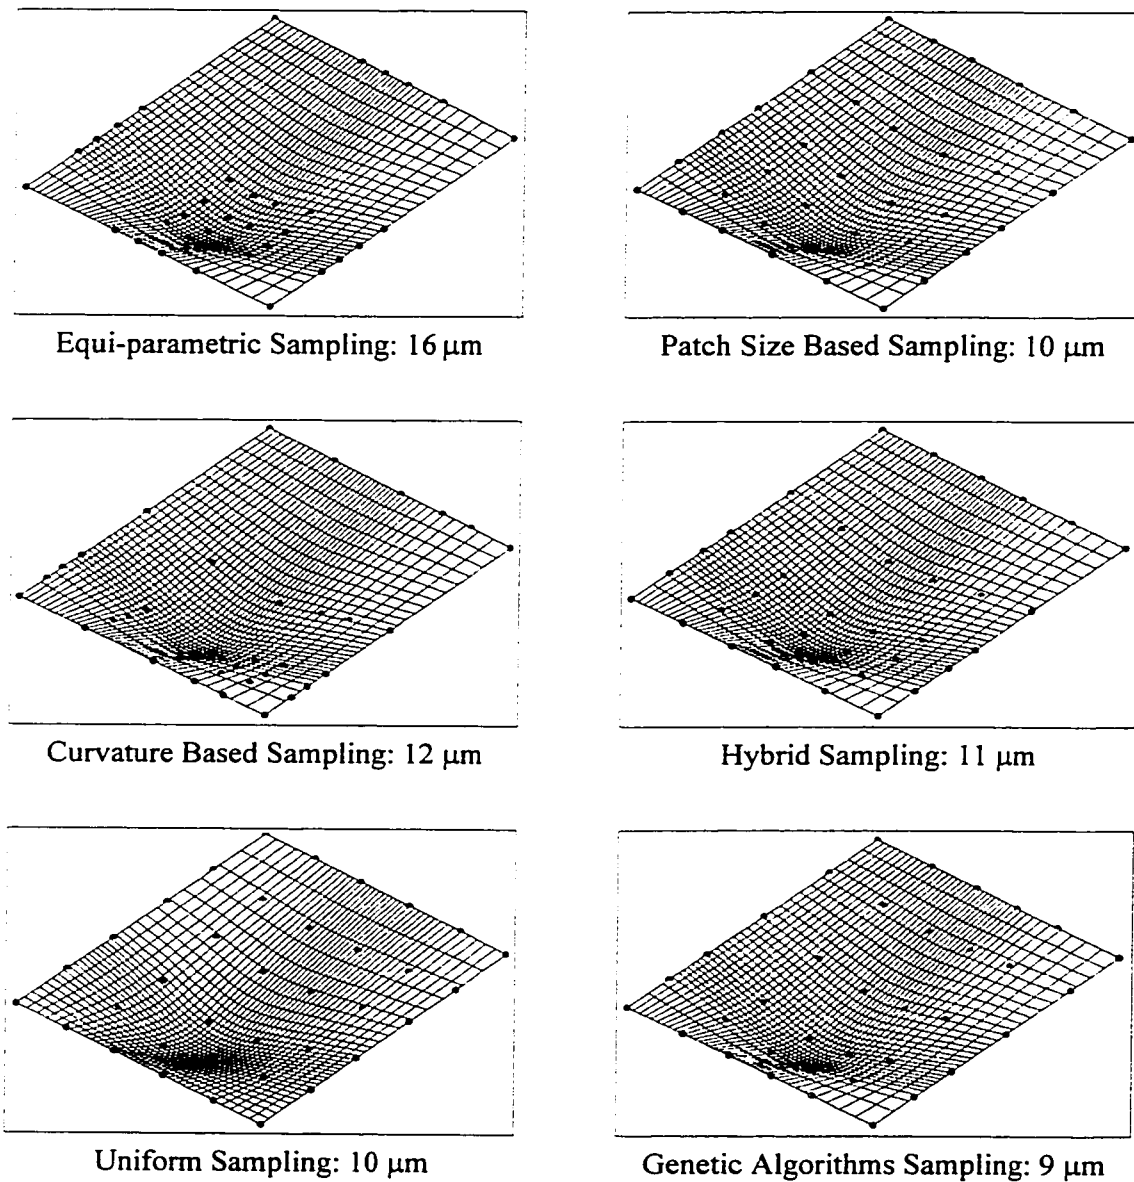 Equi-parametric Sampling: 16 µm
Patch Size Based Sampling: 10 µm
Curvature Based Sampling: 12 µm
Hybrid Sampling: 11 µm
Uniform Sampling: 10 µm
Genetic Algorithms Sampling: 9 µm